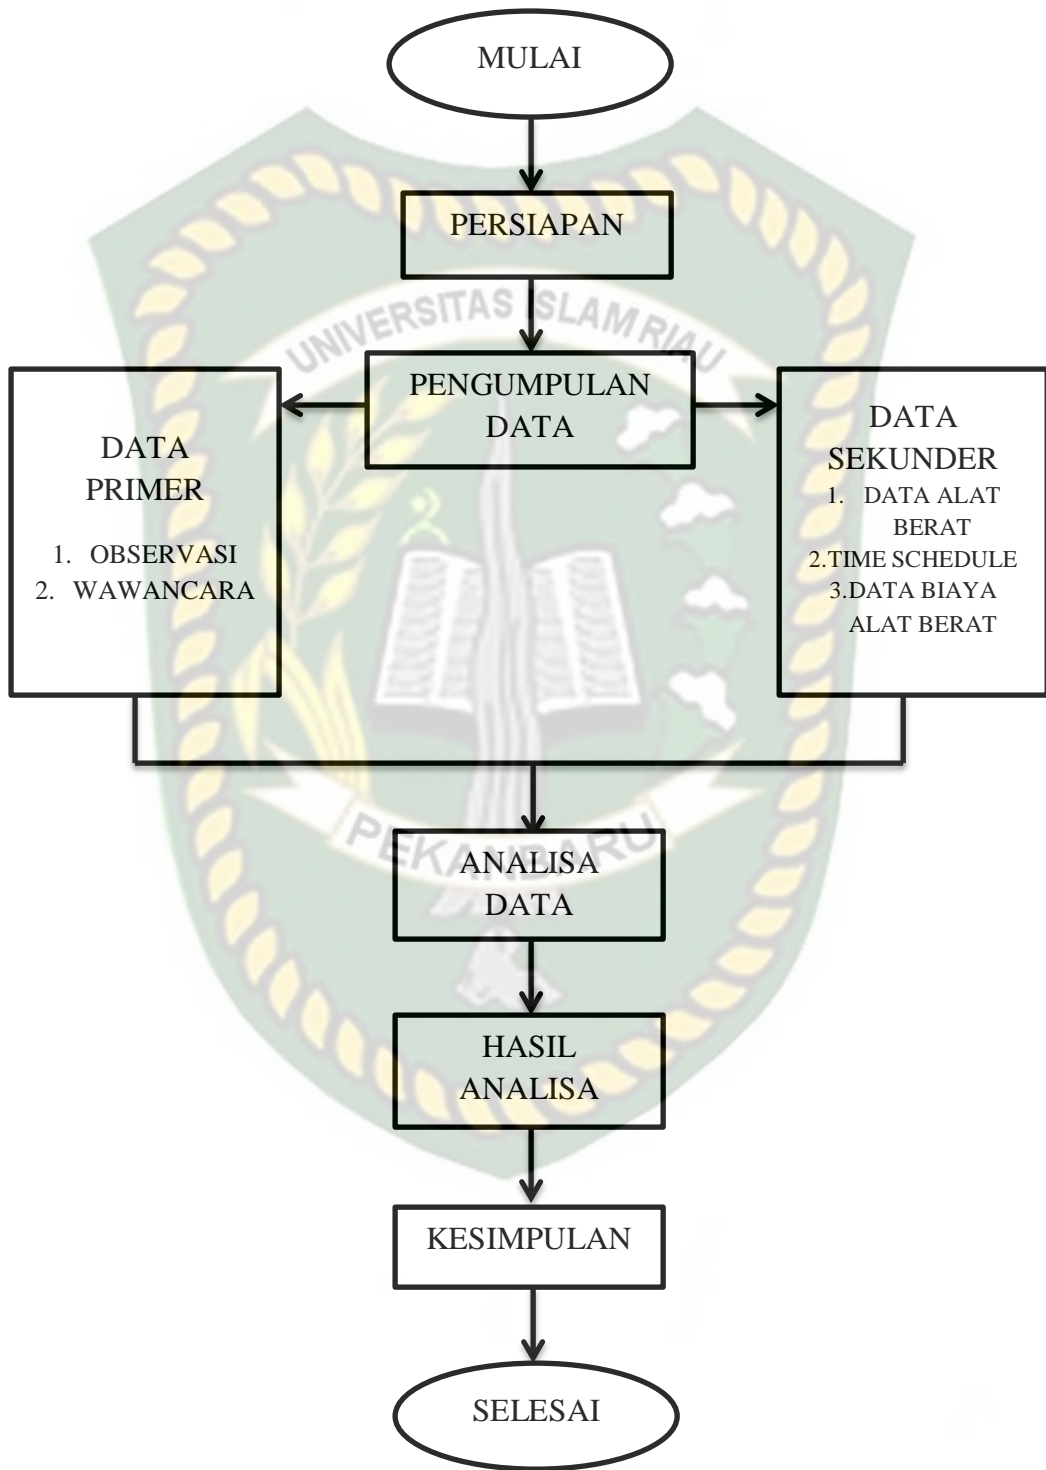 MULAI
PERSIAPAN
UNIVERSITAS ISLAM RIAU
PENGUMPULAN
DATA
DATA
PRIMER
1. OBSERVASI
2. WAWANCARA
DATA
SEKUNDER
1. DATA ALAT
BERAT
2.TIME SCHEDULE
3.DATA BIAYA
ALAT BERAT
PEKANBARU
ANALISA
DATA
HASIL
ANALISA
KESIMPULAN
SELESAI